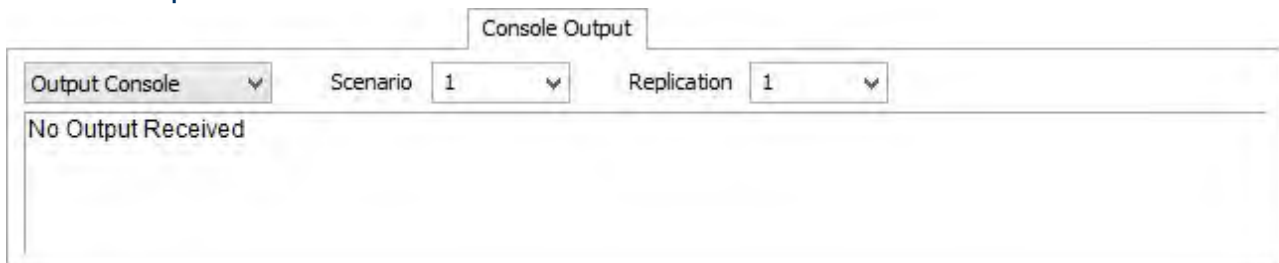 Console Output
Output Console Scenario 1 Replication 1
No Output Received